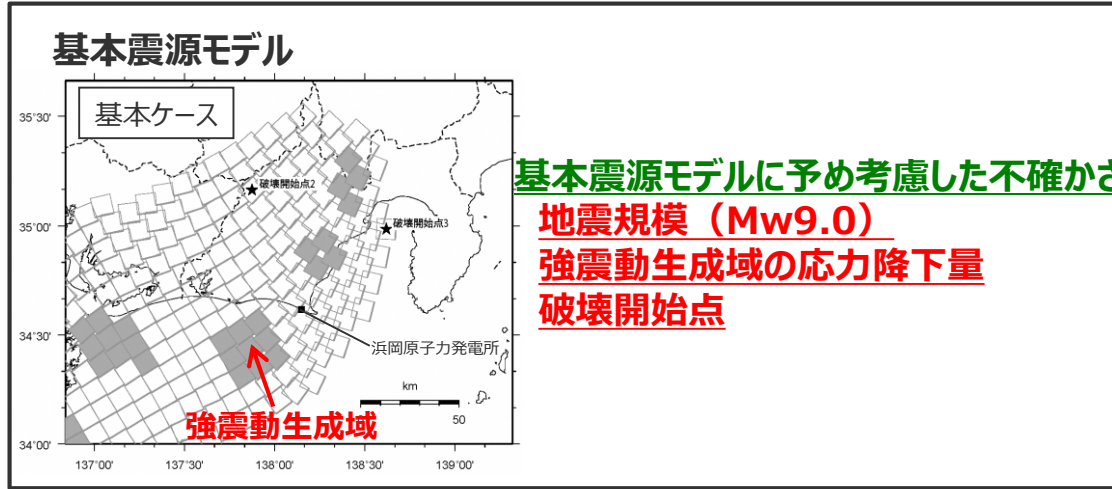 基本震源モデル
基本ケース
35°30'
35°00'
34°30'
34°00'
破壊開始点2
破壊開始点3
浜岡原子力発電所
km
50
強震動生成域
137°00'
137°30'
138°00'
138°30'
139°00'
基本震源モデルに予め考慮した不確かさ
地震規模（Mw9.0）
強震動生成域の応力降下量
破壊開始点